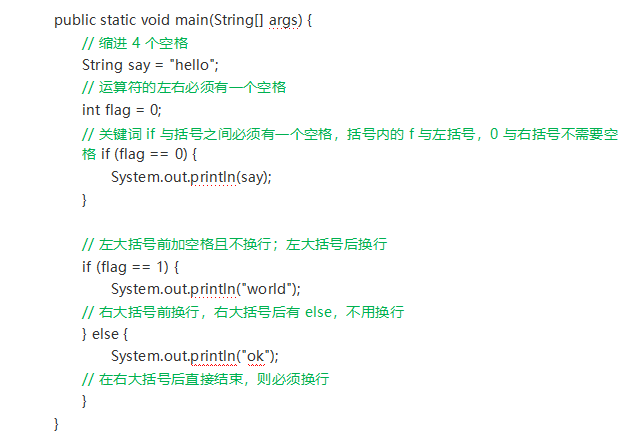 public static void main(String[] args) {
// 缩进 4 个空格
String say = "hello";
// 运算符的左右必须有一个空格
int flag = 0;
// 关键词 if 与括号之间必须有一个空格，括号内的 f 与左括号，0 与右括号不需要空
格 if (flag == 0) {
System.out.println(say);
}
// 左大括号前加空格且不换行；左大括号后换行
if (flag == 1) {
System.out.println("world");
// 右大括号前换行，右大括号后有 else，不用换行
} else {
System.out.println("ok");
// 在右大括号后直接结束，则必须换行
}
}